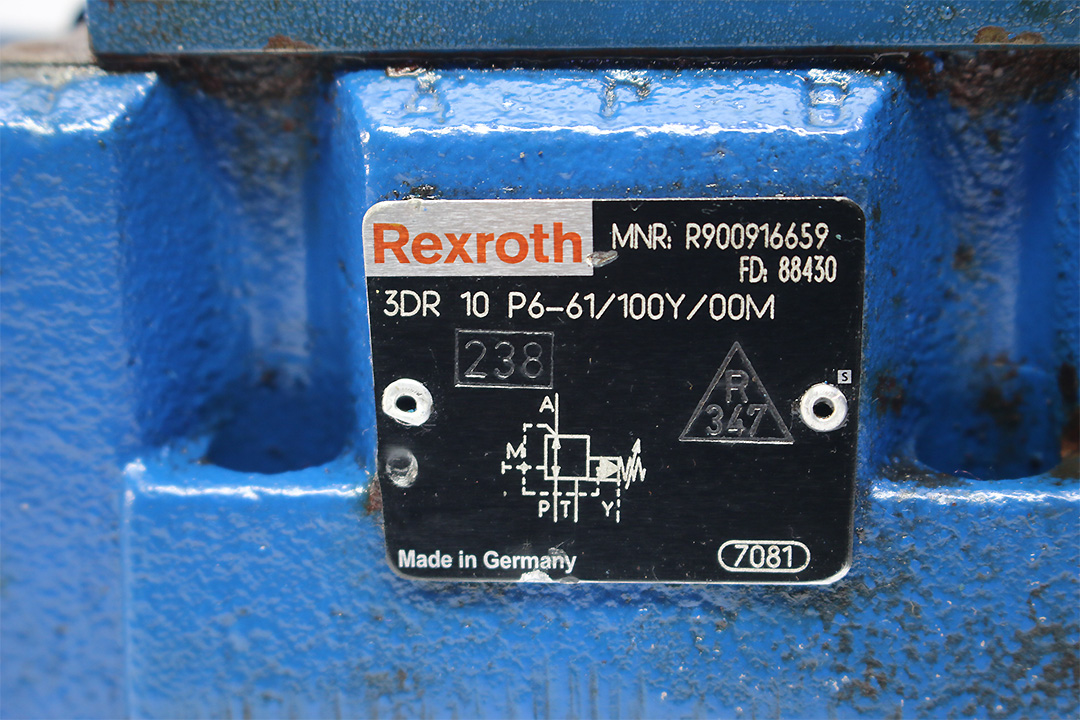 A M B
Rexroth MNR: R900916659
FD: 88430
3DR 10 P6-61/100Y/00M
238
S
R
347
A
M
P T Y
Made in Germany 7081